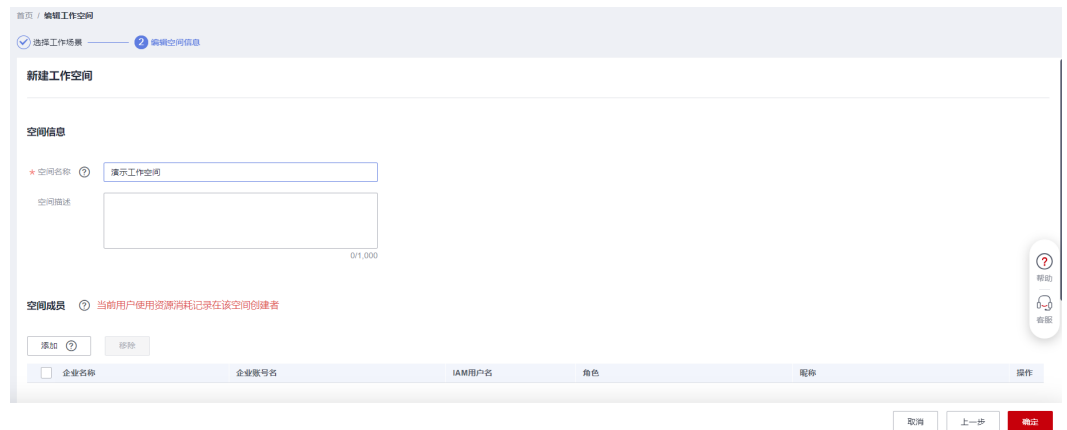 首页 / 编辑工作空间
选择工作场景 2 编辑空间信息
新建工作空间
空间信息
* 空间名称 ? 演示工作空间
空间描述
0/1,000
?
帮助
客服
空间成员 ? 当前用户使用资源消耗记录在该空间创建者
添加 ? 移除
企业名称 企业账号名 IAM用户名 角色 昵称 操作
取消 上一步 确定